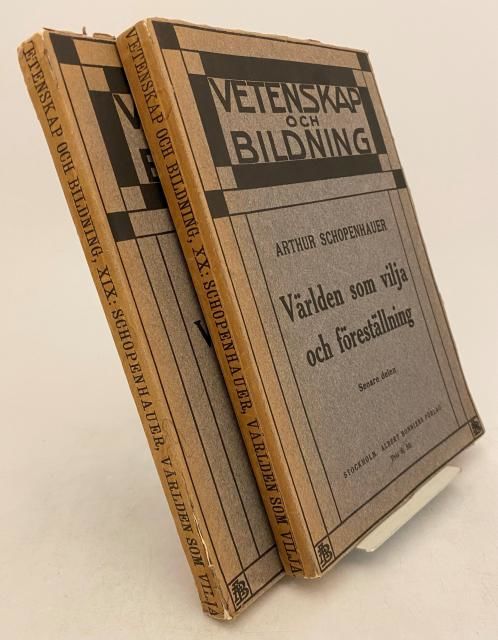 VETENSKAP OCH BILDNING, XIX: SCHOPENHAUER, VÄRLDEN SOM VILJA
VETENSKAP OCH BILDNING, XX: SCHOPENHAUER, VÄRLDEN SOM VILJA
VETENSKAP
OCH
BILDNING
ARTHUR SCHOPENHAUER
Världen som vilja
och föreställning
Senare delen
STOCKHOLM, ALBERT BONNIERS FÖRLAG